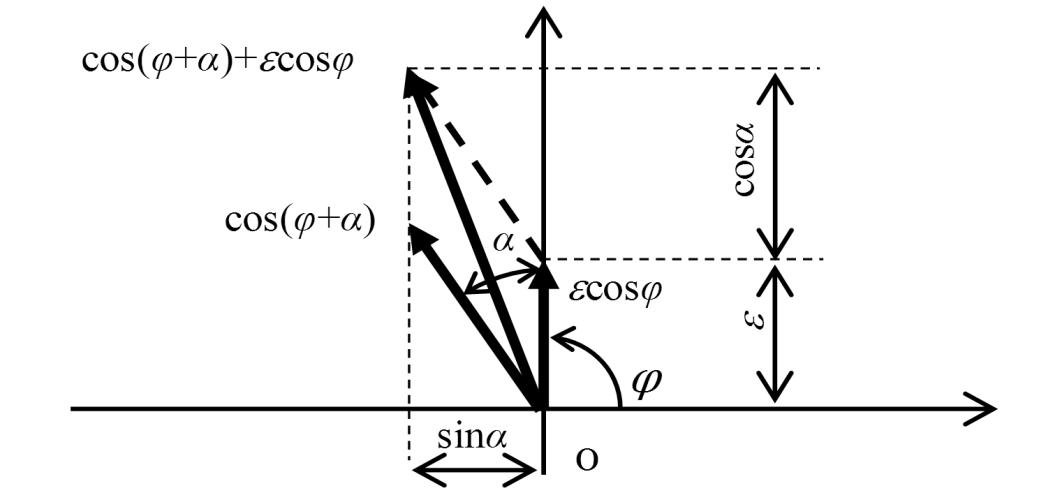 cos(φ+α)+εcosφ
cosα
cos(φ+α)
α
εcosφ
ε
φ
sinα
o